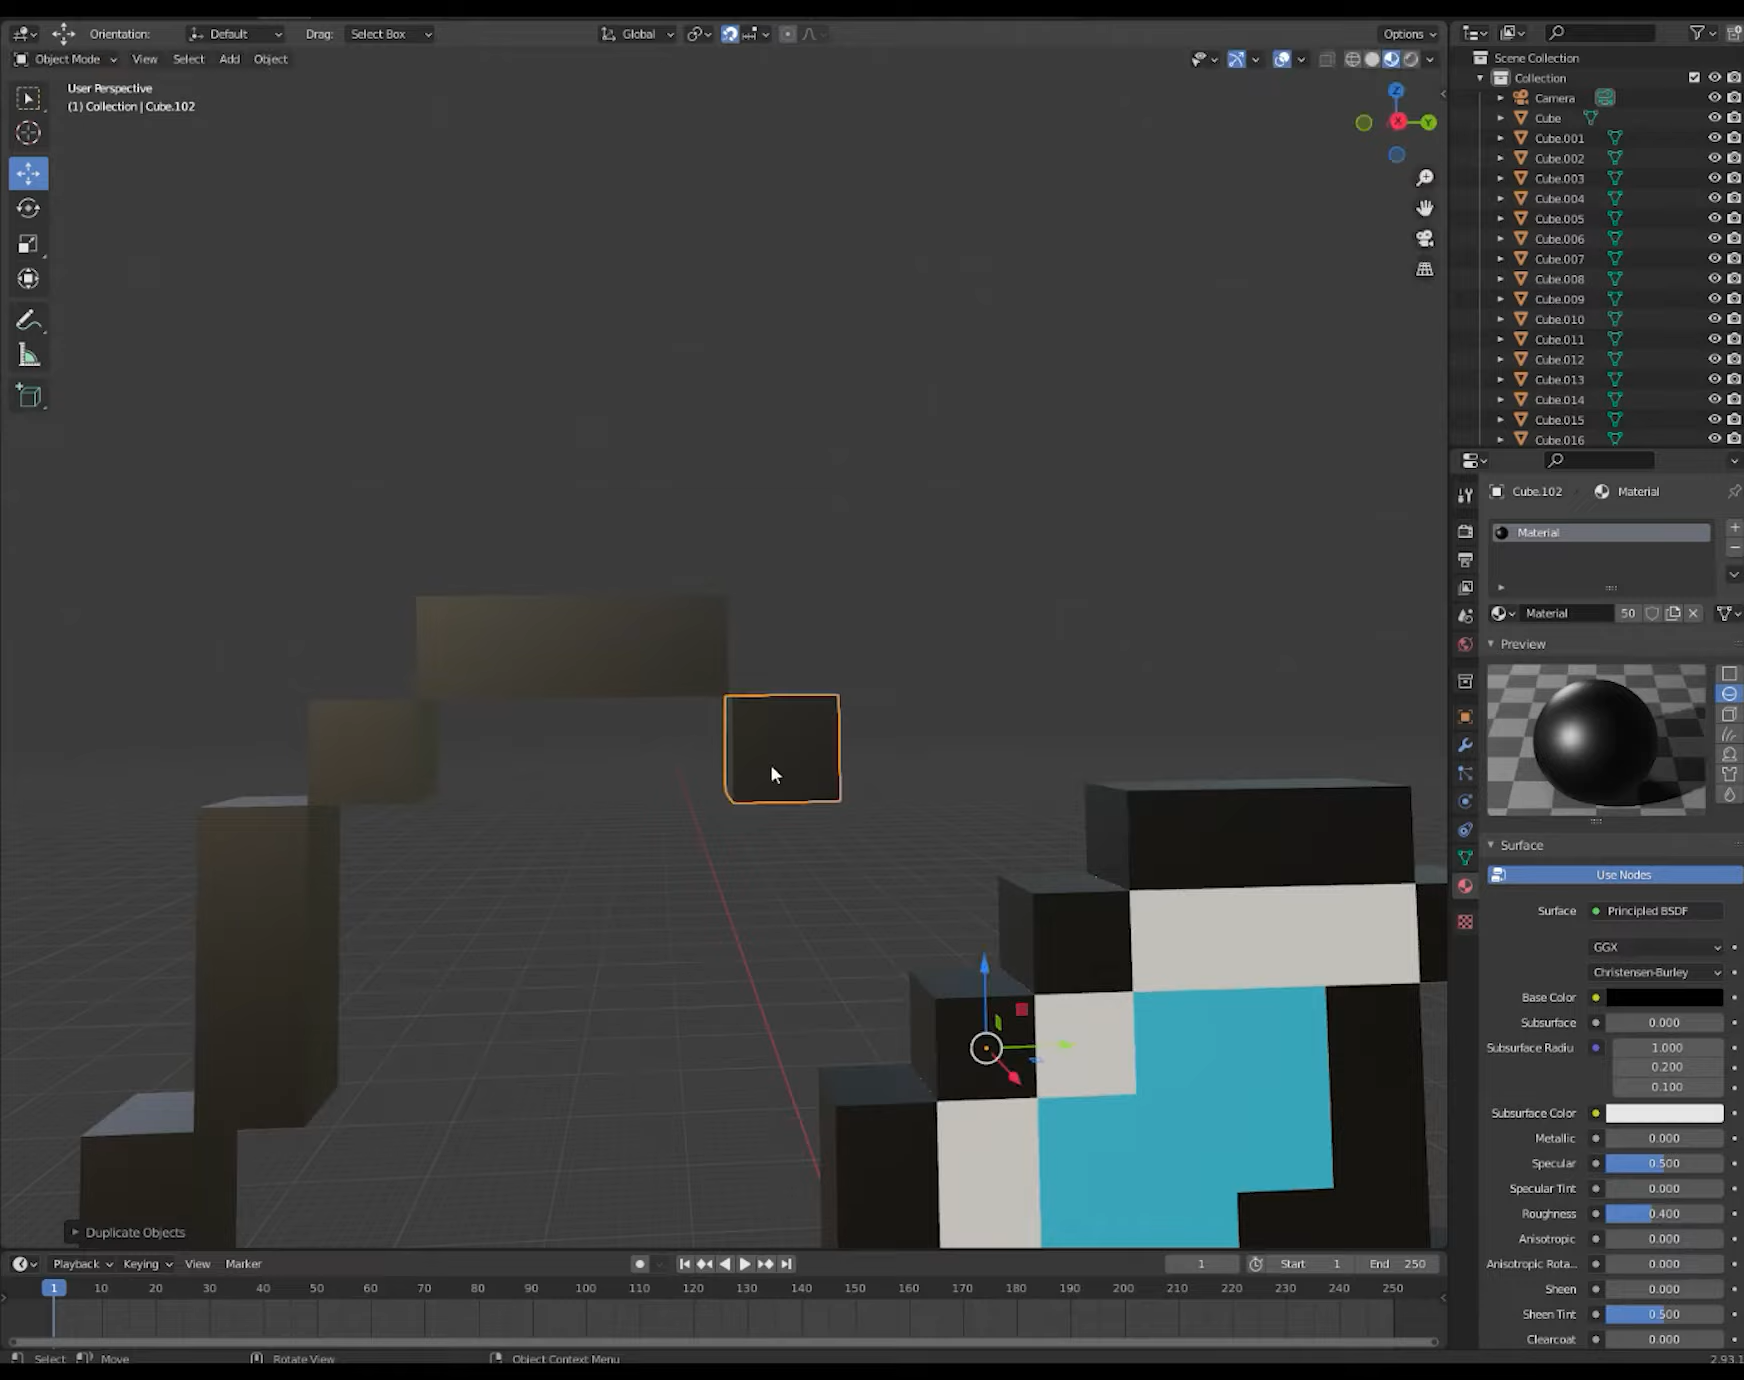 Orientation: Default Drag: Select Box Global Options
Object Mode View Select Add Object
User Perspective
(1) Collection | Cube.102
Z
X
Y
Duplicate Objects
Scene Collection
Collection
Camera
Cube
Cube.001
Cube.002
Cube.003
Cube.004
Cube.005
Cube.006
Cube.007
Cube.008
Cube.009
Cube.010
Cube.011
Cube.012
Cube.013
Cube.014
Cube.015
Cube.016
Cube.102 Material
Material
Material 50
Preview
Surface
Use Nodes
Surface Principled BSDF
GGX
Christensen-Burley
Base Color
Subsurface 0.000
Subsurface Radiu 1.000
0.200
0.100
Subsurface Color
Metallic 0.000
Specular 0.500
Specular Tint 0.000
Roughness 0.400
Anisotropic 0.000
Anisotropic Rota... 0.000
Sheen 0.000
Sheen Tint 0.500
Clearcoat 0.000
Playback Keying View Marker 1 Start 1 End 250
1 10 20 30 40 50 60 70 80 90 100 110 120 130 140 150 160 170 180 190 200 210 220 230 240 250
Select Move Rotate View Object Context Menu 2.93.1